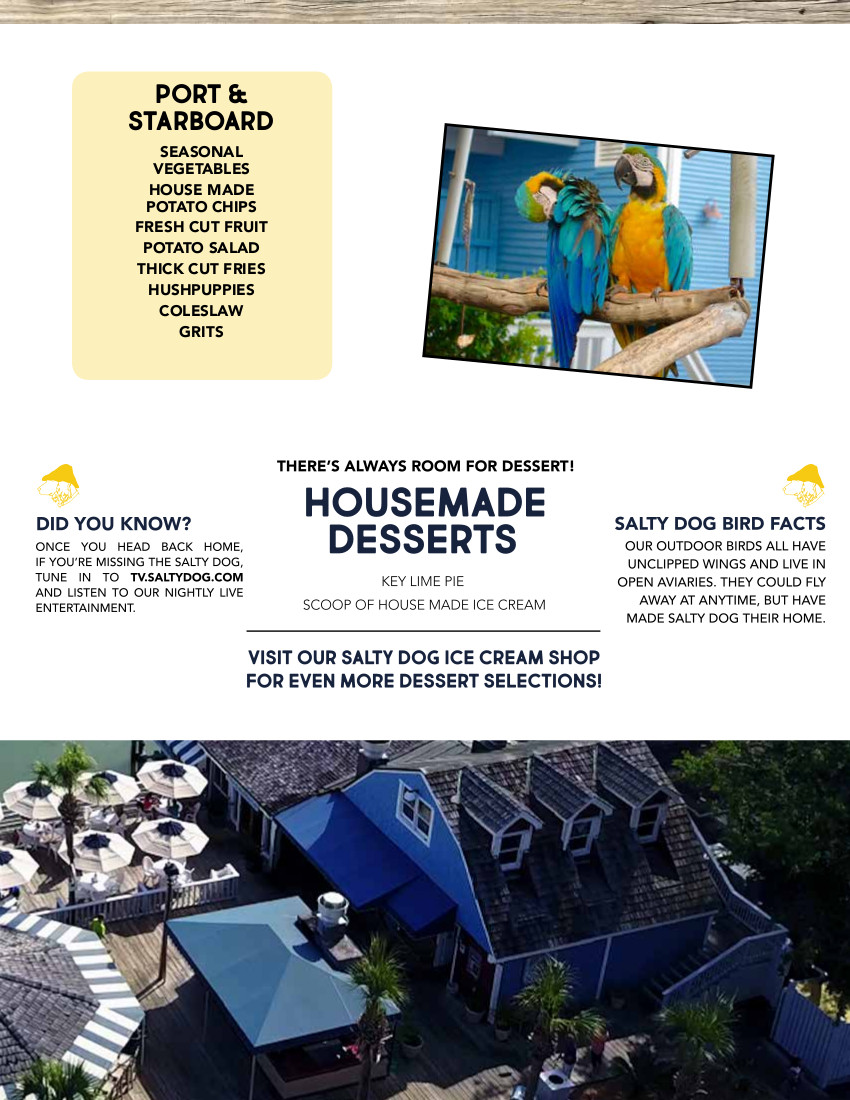 PORT &
STARBOARD
SEASONAL
VEGETABLES
HOUSE MADE
POTATO CHIPS
FRESH CUT FRUIT
POTATO SALAD
THICK CUT FRIES
HUSHPUPPIES
COLESLAW
GRITS
THERE'S ALWAYS ROOM FOR DESSERT!
HOUSEMADE
DESSERTS
KEY LIME PIE
SCOOP OF HOUSE MADE ICE CREAM
VISIT OUR SALTY DOG ICE CREAM SHOP
FOR EVEN MORE DESSERT SELECTIONS!
DID YOU KNOW?
ONCE YOU HEAD BACK HOME,
IF YOU'RE MISSING THE SALTY DOG,
TUNE IN TO TV.SALTYDOG.COM
AND LISTEN TO OUR NIGHTLY LIVE
ENTERTAINMENT.
SALTY DOG BIRD FACTS
OUR OUTDOOR BIRDS ALL HAVE
UNCLIPPED WINGS AND LIVE IN
OPEN AVIARIES. THEY COULD FLY
AWAY AT ANYTIME, BUT HAVE
MADE SALTY DOG THEIR HOME.